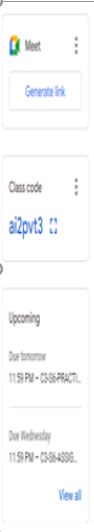 Meet
Generate link
Class code
ai2pvt3
Upcoming
Due tomorrow
11:59 PM – C3-S6-PRACTI...
Due Wednesday
11:59 PM – C3-S6-ASSIG...
View all